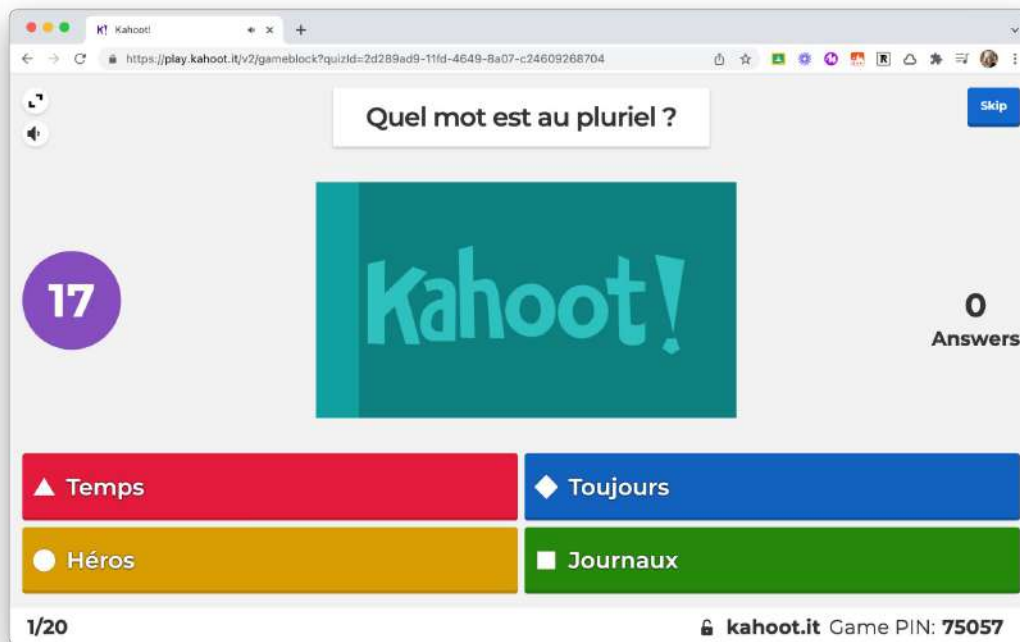 K! Kahoot!
https://play.kahoot.it/v2/gameblock?quizId=2d289ad9-11fd-4649-8a07-c24609268704
Quel mot est au pluriel ?
Skip
Kahoot!
17
0
Answers
Temps
Toujours
Héros
Journaux
1/20
kahoot.it Game PIN: 75057